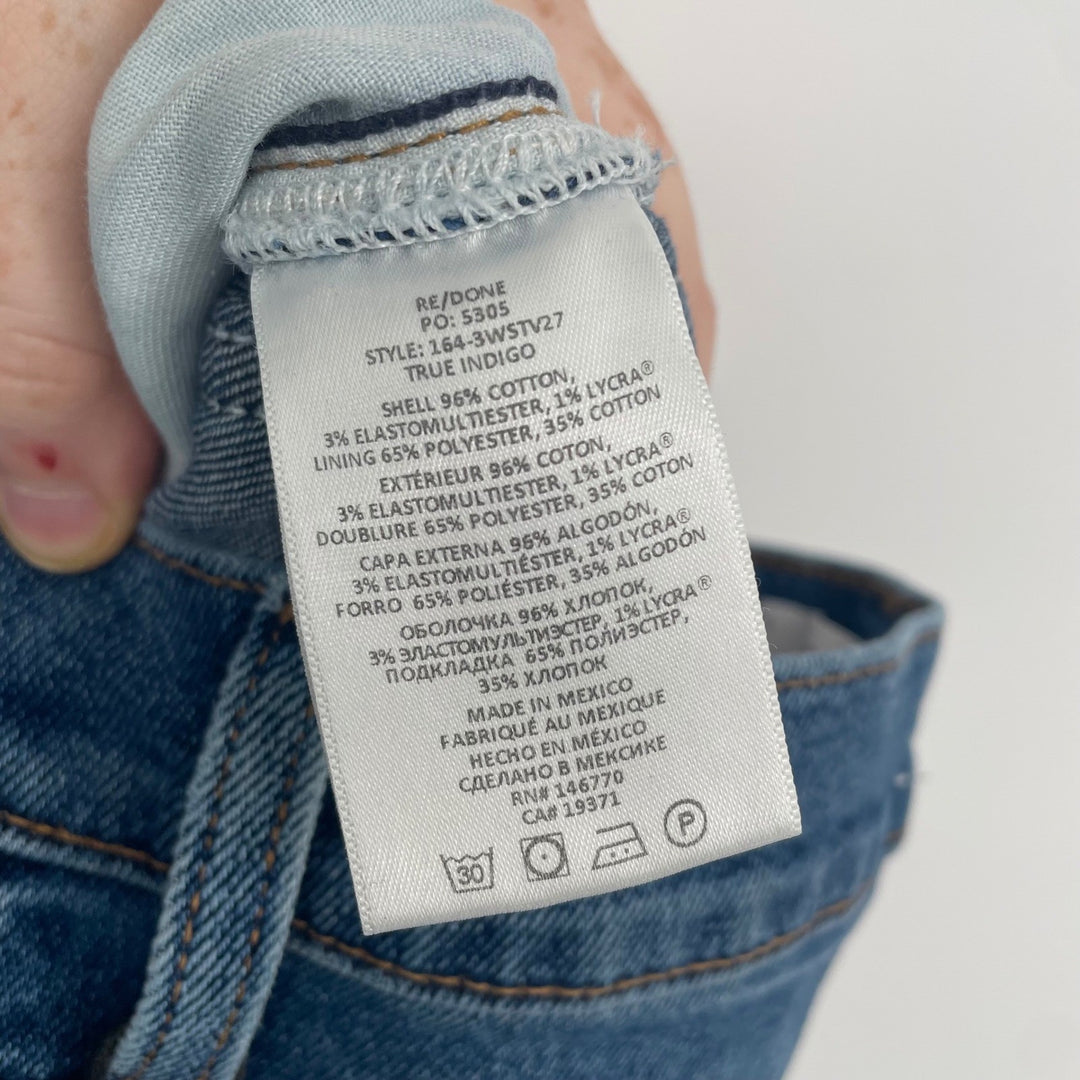 RE/DONE
PO: 5305
STYLE: 164-3WSTV27
TRUE INDIGO
SHELL 96% COTTON,
3% ELASTOMULTIESTER, 1% LYCRA®
LINING 65% POLYESTER, 35% COTTON
EXTÉRIEUR 96% COTON,
3% ELASTOMULTIESTER, 1% LYCRA®
DOUBLURE 65% POLYESTER, 35% COTON
CAPA EXTERNA 96% ALGODÓN,
3% ELASTOMULTIÉSTER, 1% LYCRA®
FORRO 65% POLIÉSTER, 35% ALGODÓN
ОБОЛОЧКА 96% ХЛОПОК,
3% ЭЛАСТОМУЛЬТИЭСТЕР, 1% LYCRA®
ПОДКЛАДКА 65% ПОЛИЭСТЕР,
35% ХЛОПОК
MADE IN MEXICO
FABRIQUÉ AU MEXIQUE
HECHO EN MÉXICO
СДЕЛАНО В МЕКСИКЕ
RN# 146770
CA# 19371
30 P